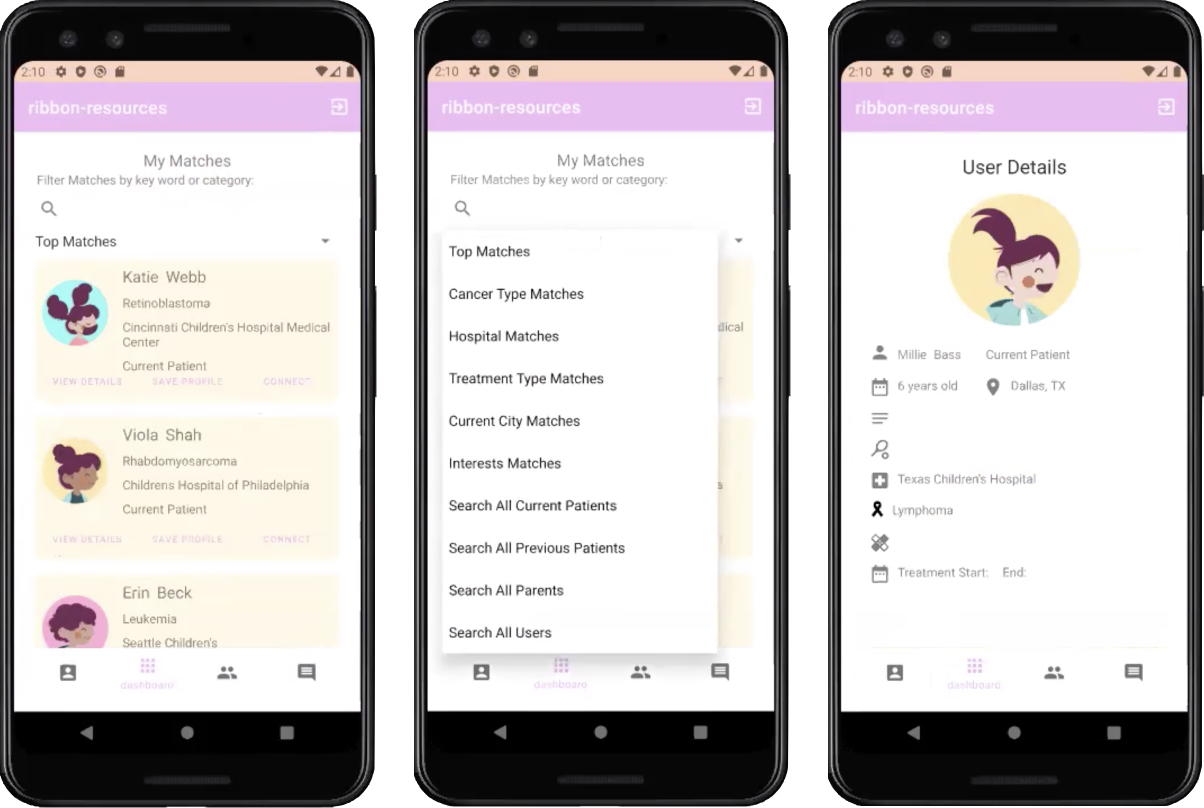 2:10
ribbon-resources
My Matches
Filter Matches by key word or category:
Top Matches
Katie Webb
Retinoblastoma
Cincinnati Children's Hospital Medical
Center
Current Patient
VIEW DETAILS SAVE PROFILE CONNECT
Viola Shah
Rhabdomyosarcoma
Childrens Hospital of Philadelphia
Current Patient
VIEW DETAILS SAVE PROFILE CONNECT
Erin Beck
Leukemia
Seattle Children's
dashboard
2:10
ribbon-resources
My Matches
Filter Matches by key word or category:
Top Matches
Cancer Type Matches
Hospital Matches
Treatment Type Matches
Current City Matches
Interests Matches
Search All Current Patients
Search All Previous Patients
Search All Parents
Search All Users
dical
dashboard
2:10
ribbon-resources
User Details
Millie Bass Current Patient
6 years old Dallas, TX
Texas Children's Hospital
Lymphoma
Treatment Start: End:
dashboard